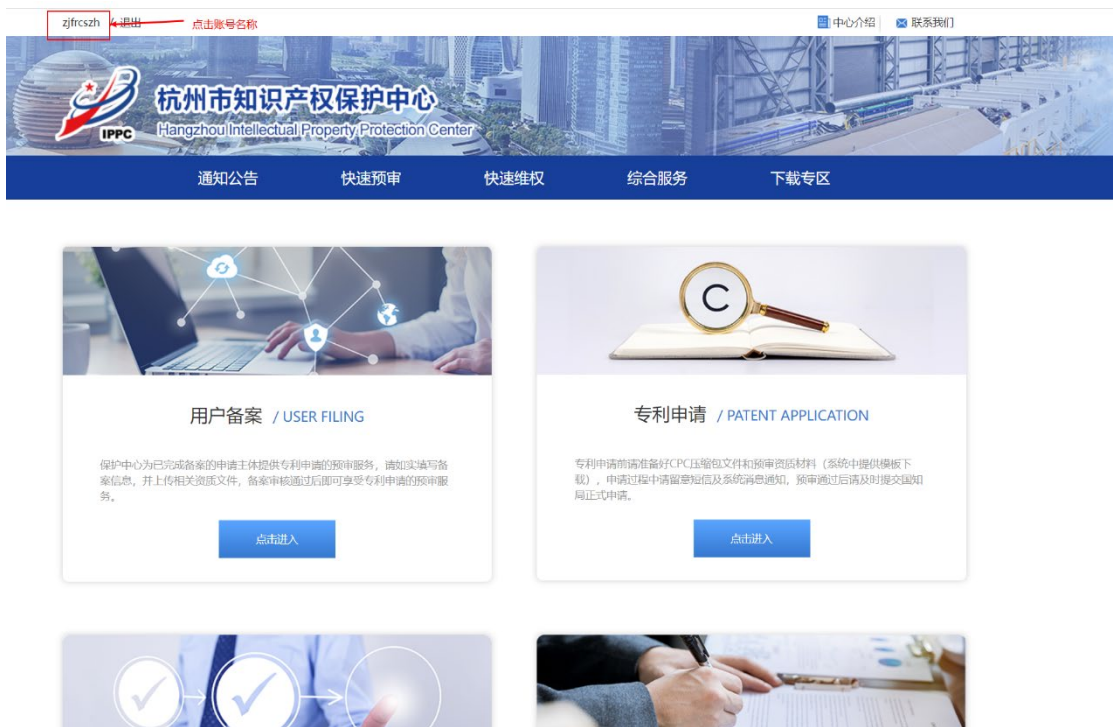 zjfrcszh / 退出
点击账号名称
中心介绍
联系我们
IPPC
杭州市知识产权保护中心
Hangzhou Intellectual Property Protection Center
通知公告 快速预审 快速维权 综合服务 下载专区
C
用户备案 / USER FILING
保护中心为已完成备案的申请主体提供专利申请的预审服务，请如实填写备
案信息，并上传相关资质文件，备案审核通过后即可享受专利申请的预审服
务。
点击进入
专利申请 / PATENT APPLICATION
专利申请前请准备好CPC压缩包文件和预审资质材料（系统中提供模板下
载），申请过程中请留意短信及系统消息通知，预审通过后请及时提交国知
局正式申请。
点击进入